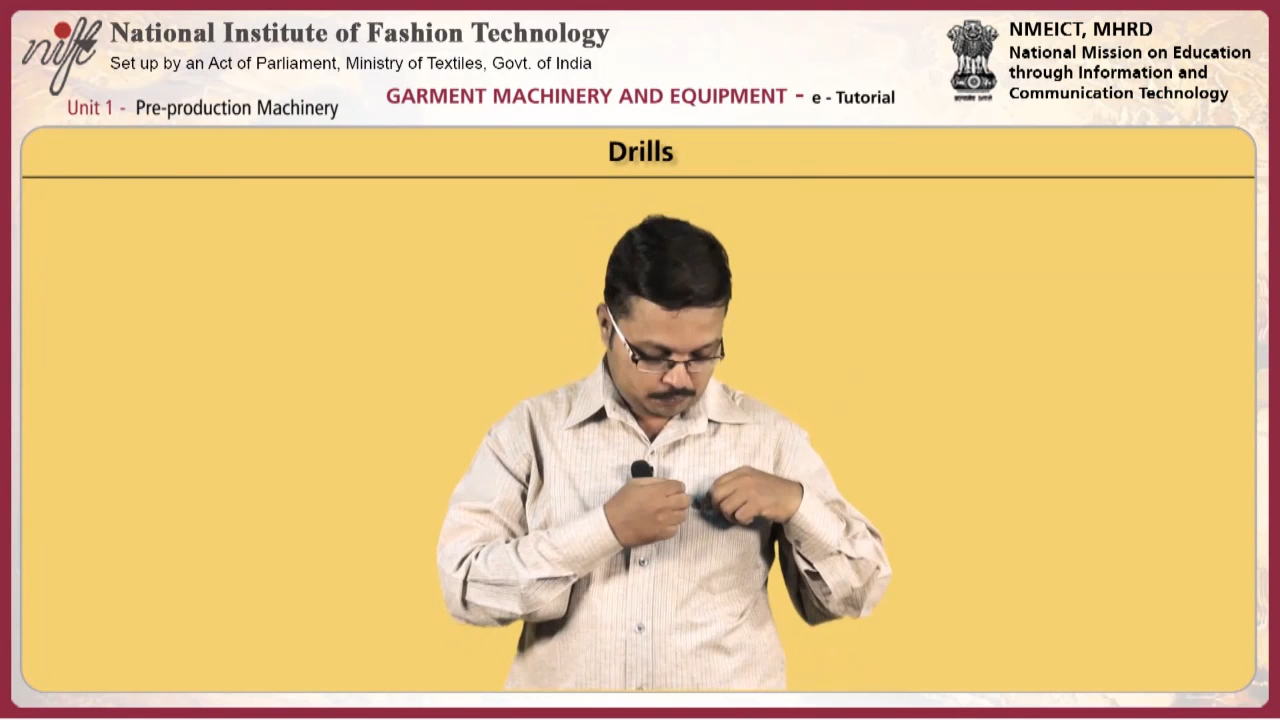 nift
National Institute of Fashion Technology
Set up by an Act of Parliament, Ministry of Textiles, Govt. of India
Unit 1 - Pre-production Machinery
GARMENT MACHINERY AND EQUIPMENT - e - Tutorial
NMEICT, MHRD
National Mission on Education
through Information and
Communication Technology
Drills